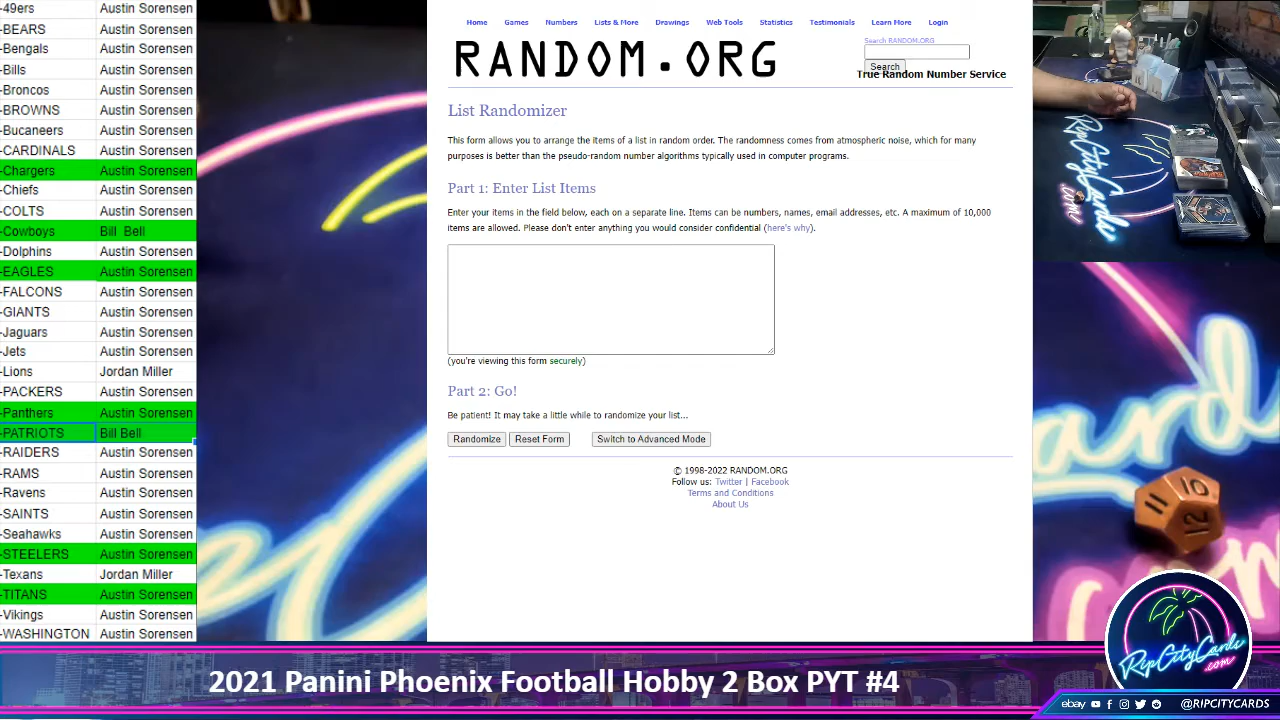 -49ers Austin Sorensen
-BEARS Austin Sorensen
-Bengals Austin Sorensen
-Bills Austin Sorensen
-Broncos Austin Sorensen
-BROWNS Austin Sorensen
-Bucaneers Austin Sorensen
-CARDINALS Austin Sorensen
-Chargers Austin Sorensen
-Chiefs Austin Sorensen
-COLTS Austin Sorensen
-Cowboys Bill Bell
-Dolphins Austin Sorensen
-EAGLES Austin Sorensen
-FALCONS Austin Sorensen
-GIANTS Austin Sorensen
-Jaguars Austin Sorensen
-Jets Austin Sorensen
-Lions Jordan Miller
-PACKERS Austin Sorensen
-Panthers Austin Sorensen
-PATRIOTS Bill Bell
-RAIDERS Austin Sorensen
-RAMS Austin Sorensen
-Ravens Austin Sorensen
-SAINTS Austin Sorensen
-Seahawks Austin Sorensen
-STEELERS Austin Sorensen
-Texans Jordan Miller
-TITANS Austin Sorensen
-Vikings Austin Sorensen
-WASHINGTON Austin Sorensen
Home Games Numbers Lists & More Drawings Web Tools Statistics Testimonials Learn More Login
RANDOM.ORG
Search RANDOM.ORG
Search
True Random Number Service
List Randomizer
This form allows you to arrange the items of a list in random order. The randomness comes from atmospheric noise, which for many
purposes is better than the pseudo-random number algorithms typically used in computer programs.
Part 1: Enter List Items
Enter your items in the field below, each on a separate line. Items can be numbers, names, email addresses, etc. A maximum of 10,000
items are allowed. Please don't enter anything you would consider confidential (here's why).
(you're viewing this form securely)
Part 2: Go!
Be patient! It may take a little while to randomize your list...
Randomize Reset Form Switch to Advanced Mode
© 1998-2022 RANDOM.ORG
Follow us: Twitter | Facebook
Terms and Conditions
About Us
RipCityCards
.com
11 10
12
2021 Panini Phoenix Football Hobby 2 Box PYT #4
RipCityCards
.com
ebay @RIPCITYCARDS